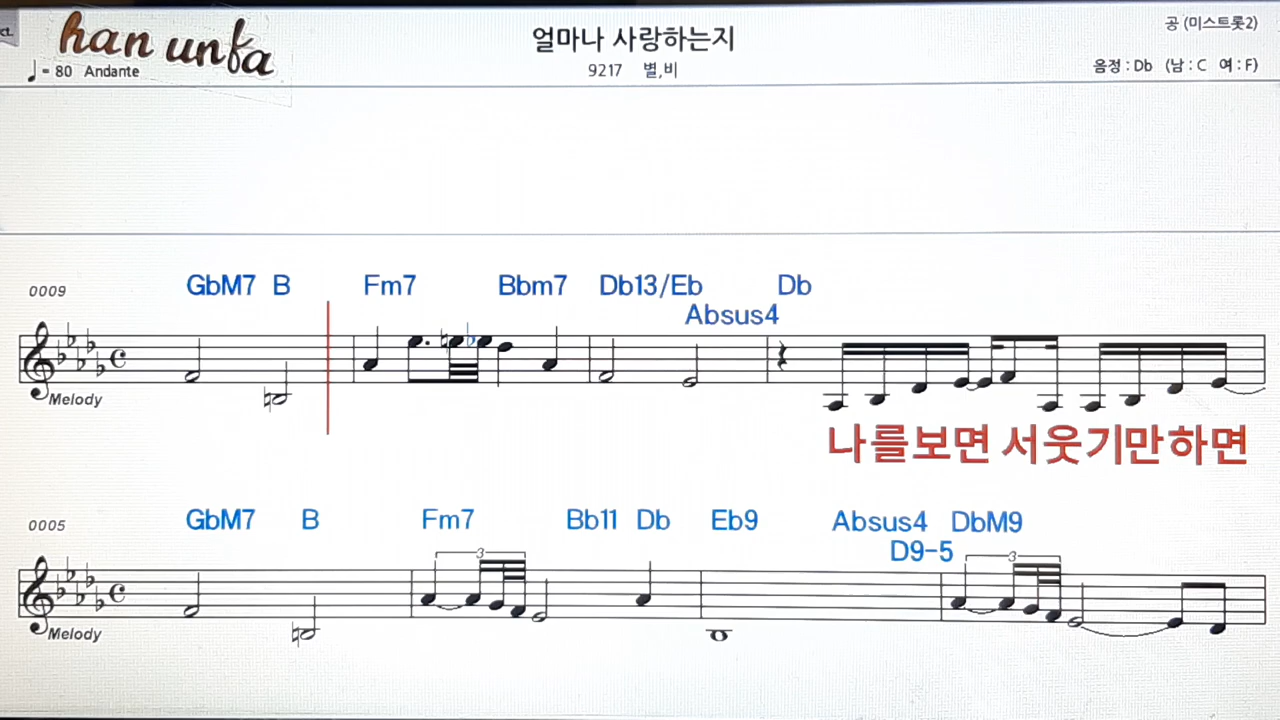 한 unfa
얼마나 사랑하는지
공 (미스트롯2)
♩ = 80 Andante
9217 별,비
음정 : Db (남 : C 여 : F)
0009
GbM7 B Fm7 Bbm7 Db13/Eb Db
Absus4
Melody
나를보면 서웃기만하면
0005
GbM7 B Fm7 Bb11 Db Eb9 Absus4 DbM9
D9-5
3
3
Melody